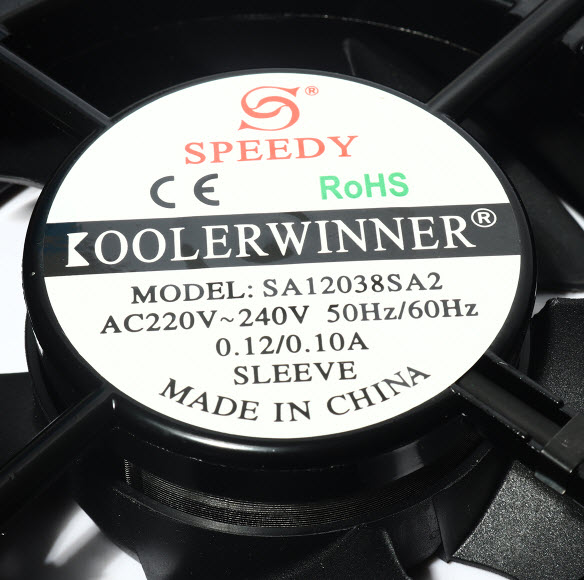 ®
SPEEDY
CE RoHS
KOOLERWINNER®
MODEL: SA12038SA2
AC220V~240V 50Hz/60Hz
0.12/0.10A
SLEEVE
MADE IN CHINA